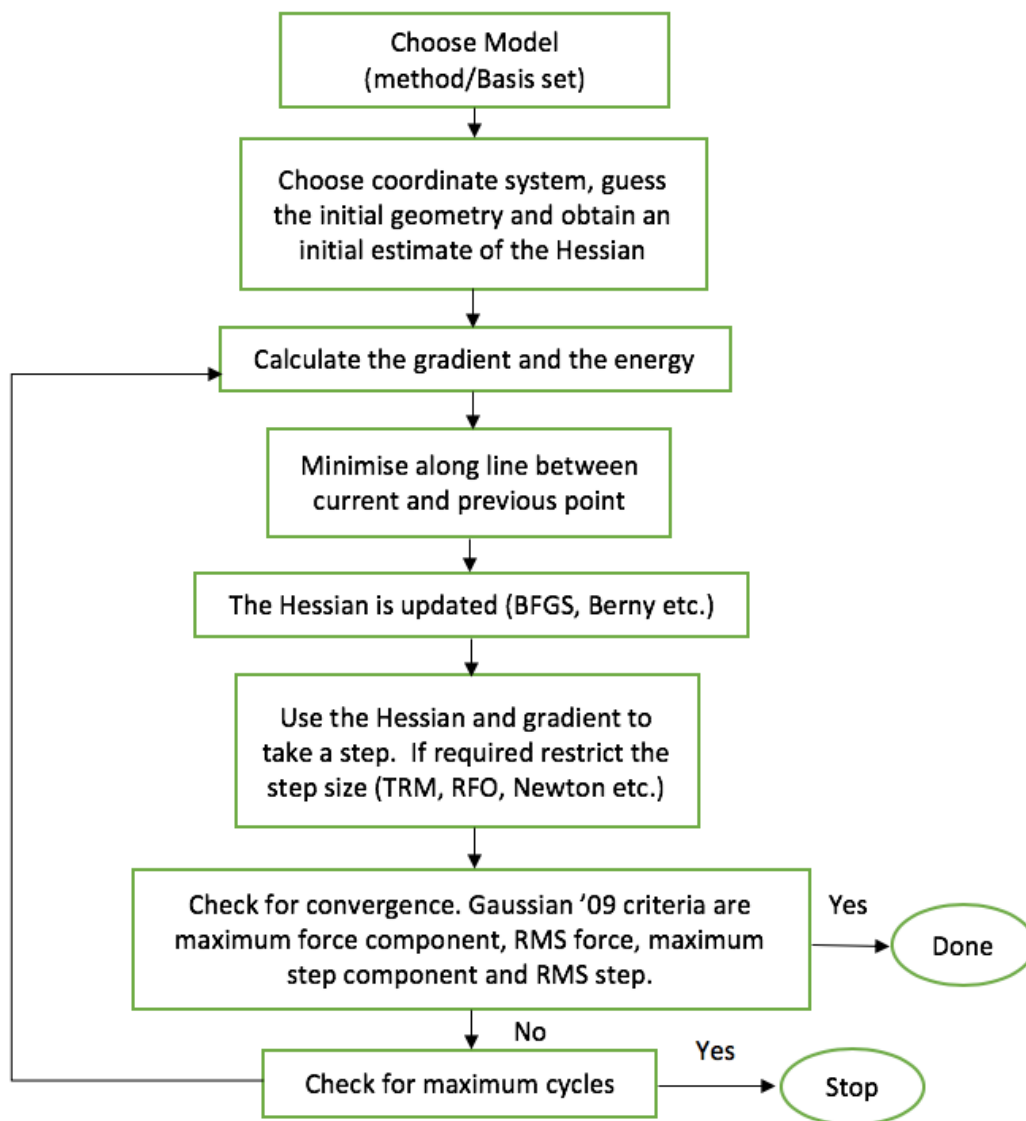 Choose Model
(method/Basis set)
Choose coordinate system, guess
the initial geometry and obtain an
initial estimate of the Hessian
Calculate the gradient and the energy
Minimise along line between
current and previous point
The Hessian is updated (BFGS, Berny etc.)
Use the Hessian and gradient to
take a step.  If required restrict the
step size (TRM, RFO, Newton etc.)
Check for convergence. Gaussian ’09 criteria are
maximum force component, RMS force, maximum
step component and RMS step.
Yes
Done
No
Check for maximum cycles
Yes
Stop